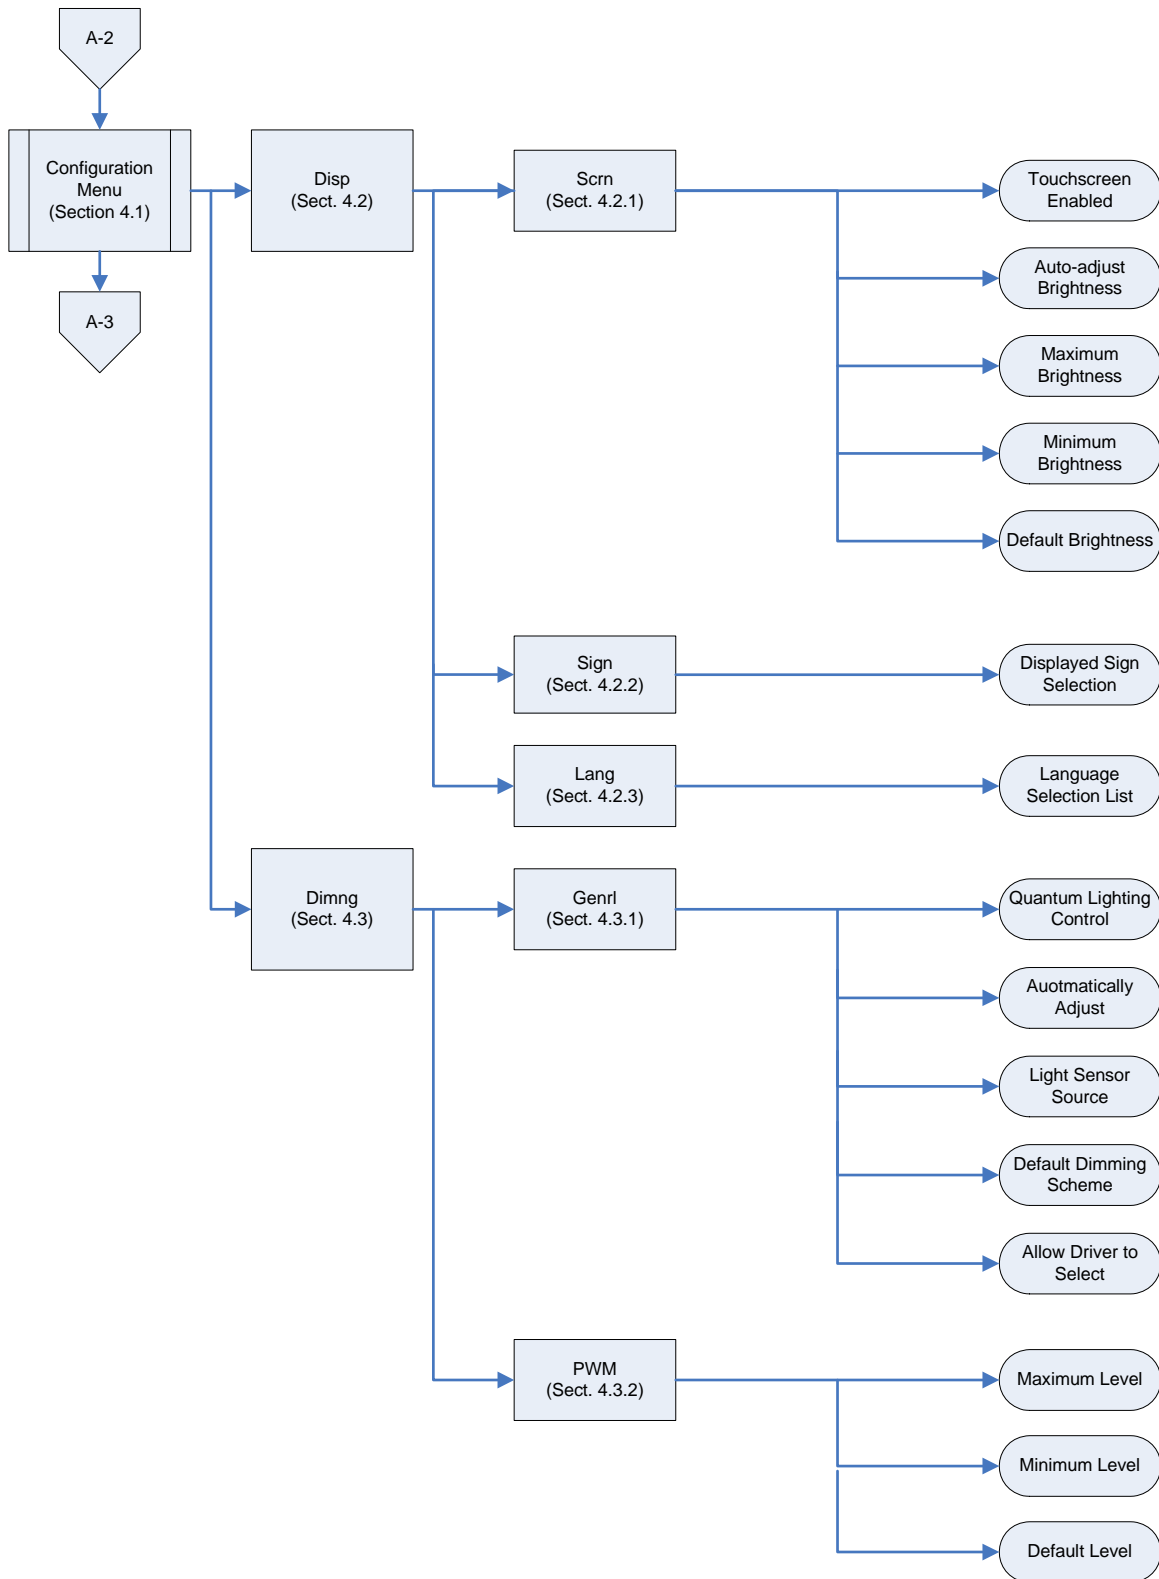 A-2
Configuration
Menu
(Section 4.1)
A-3
Disp
(Sect. 4.2)
Scrn
(Sect. 4.2.1)
Touchscreen
Enabled
Auto-adjust
Brightness
Maximum
Brightness
Minimum
Brightness
Default Brightness
Sign
(Sect. 4.2.2)
Displayed Sign
Selection
Lang
(Sect. 4.2.3)
Language
Selection List
Dimng
(Sect. 4.3)
Genrl
(Sect. 4.3.1)
Quantum Lighting
Control
Auotmatically
Adjust
Light Sensor
Source
Default Dimming
Scheme
Allow Driver to
Select
PWM
(Sect. 4.3.2)
Maximum Level
Minimum Level
Default Level